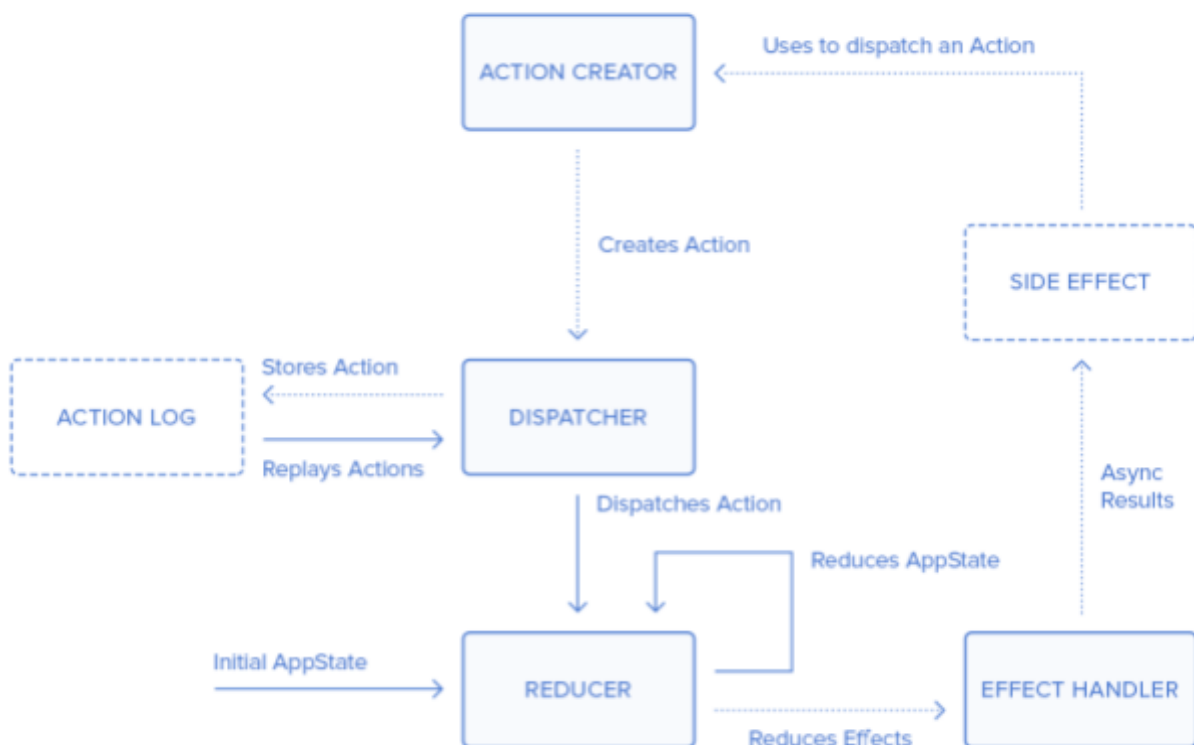 Uses to dispatch an Action
ACTION CREATOR
Creates Action
SIDE EFFECT
Stores Action
ACTION LOG
DISPATCHER
Replays Actions
Async
Results
Dispatches Action
Reduces AppState
Initial AppState
REDUCER
EFFECT HANDLER
Reduces Effects